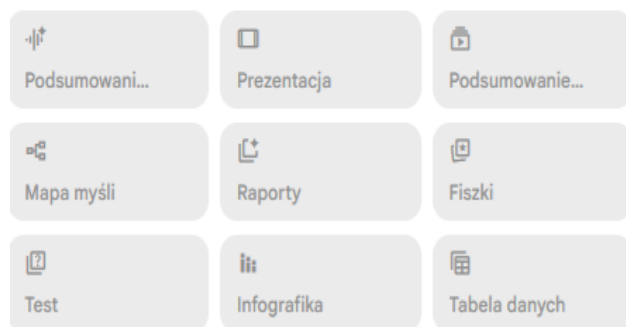 Podsumowani...
Prezentacja
Podsumowanie...
Mapa myśli
Raporty
Fiszki
Test
Infografika
Tabela danych